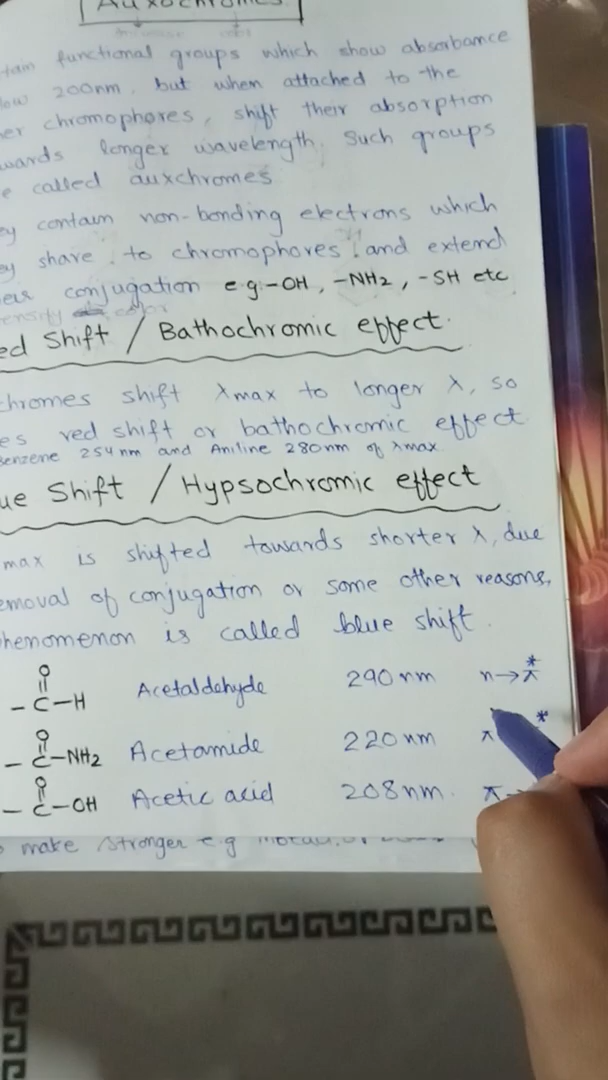 Auxochromes
functional groups which show absorbance
200nm, but when attached to the
chromophores, shift their absorption
longer wavelength. Such groups
called auxchromes
contain non-bonding electrons which
share to chromophores and extend
conjugation e.g:-OH, -NH2, -SH etc
color
Shift / Bathochromic effect.
shift λmax to longer λ, so
red shift or bathochromic effect
Benzene 254nm and Aniline 280nm of λmax
Shift / Hypsochromic effect
max is shifted towards shorter λ, due
of conjugation or some other reasons,
is called blue shift.
O
-C-H Acetaldehyde 290nm n→π*
O
-C-NH2 Acetamide 220nm π *
O
-C-OH Acetic acid 208nm. π→
make stronger e.g